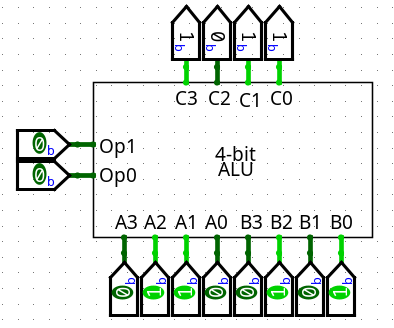 1b 0b 1b 1b
C3 C2 C1 C0
0b Op1
0b Op0
4-bit
ALU
A3 A2 A1 A0 B3 B2 B1 B0
0b 1b 1b 0b 0b 1b 0b 1b